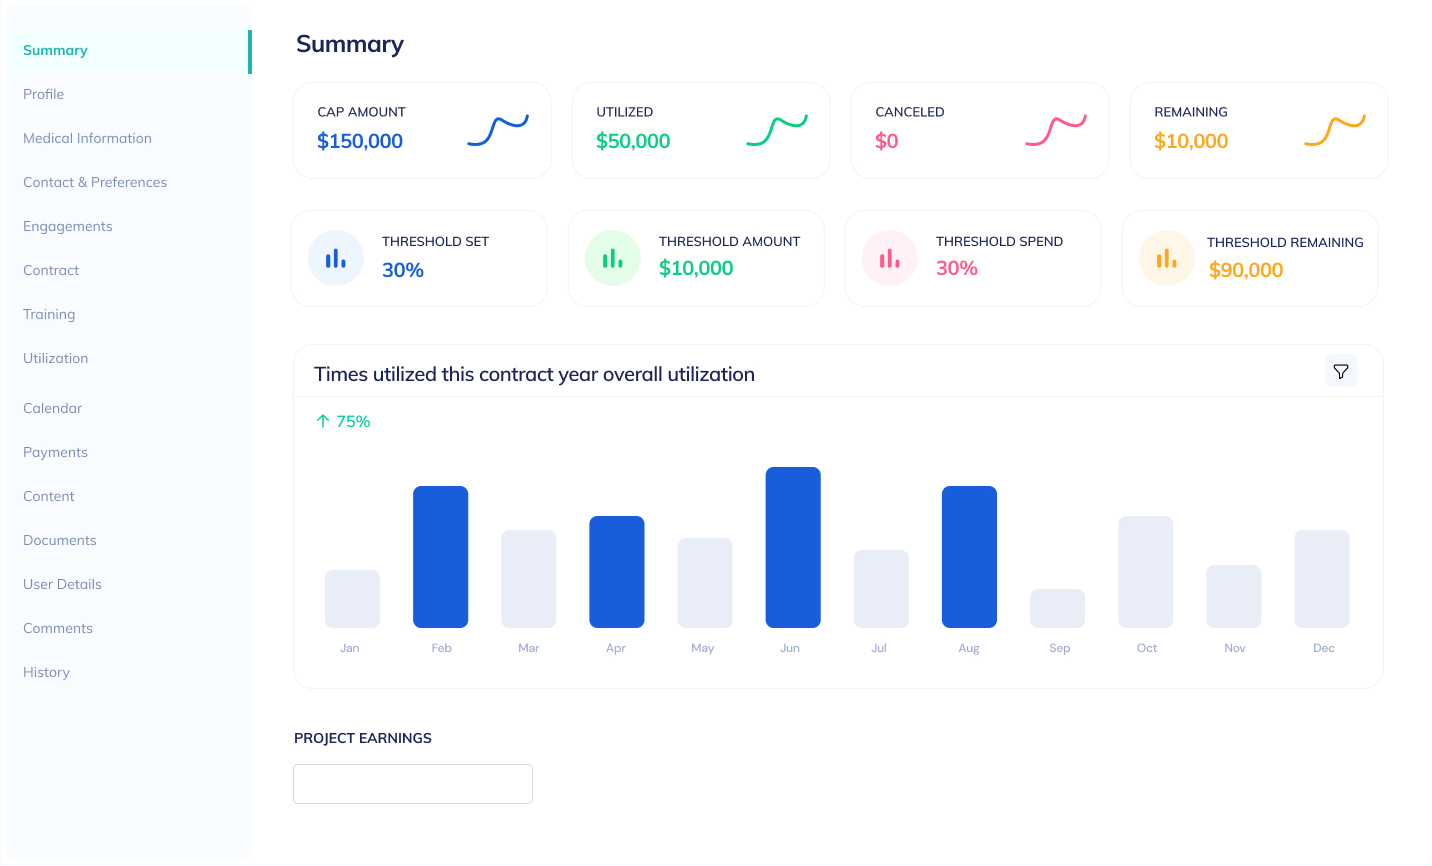 Summary
Profile
Medical Information
Contact & Preferences
Engagements
Contract
Training
Utilization
Calendar
Payments
Content
Documents
User Details
Comments
History
Summary
CAP AMOUNT
$150,000
UTILIZED
$50,000
CANCELED
$0
REMAINING
$10,000
THRESHOLD SET
30%
THRESHOLD AMOUNT
$10,000
THRESHOLD SPEND
30%
THRESHOLD REMAINING
$90,000
Times utilized this contract year overall utilization
75%
Jan Feb Mar Apr May Jun Jul Aug Sep Oct Nov Dec
PROJECT EARNINGS